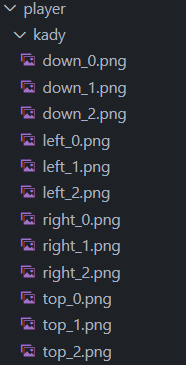 player
kady
down_0.png
down_1.png
down_2.png
left_0.png
left_1.png
left_2.png
right_0.png
right_1.png
right_2.png
top_0.png
top_1.png
top_2.png